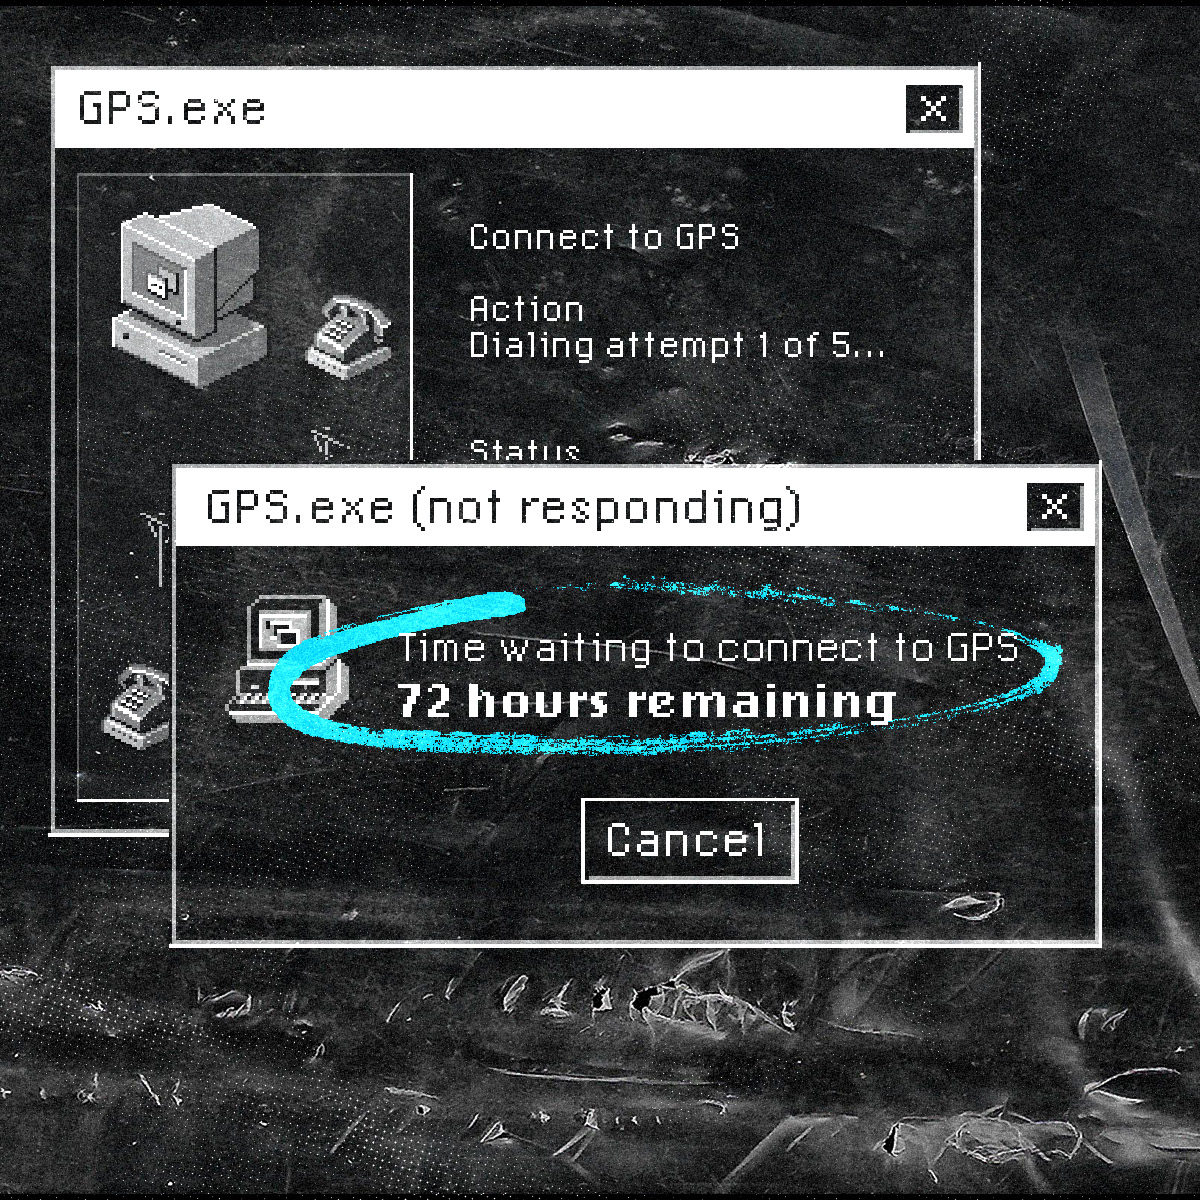 GPS.exe
X
Connect to GPS
Action
Dialing attempt 1 of 5...
Status
GPS.exe (not responding)
X
Time waiting to connect to GPS
72 hours remaining
Cancel